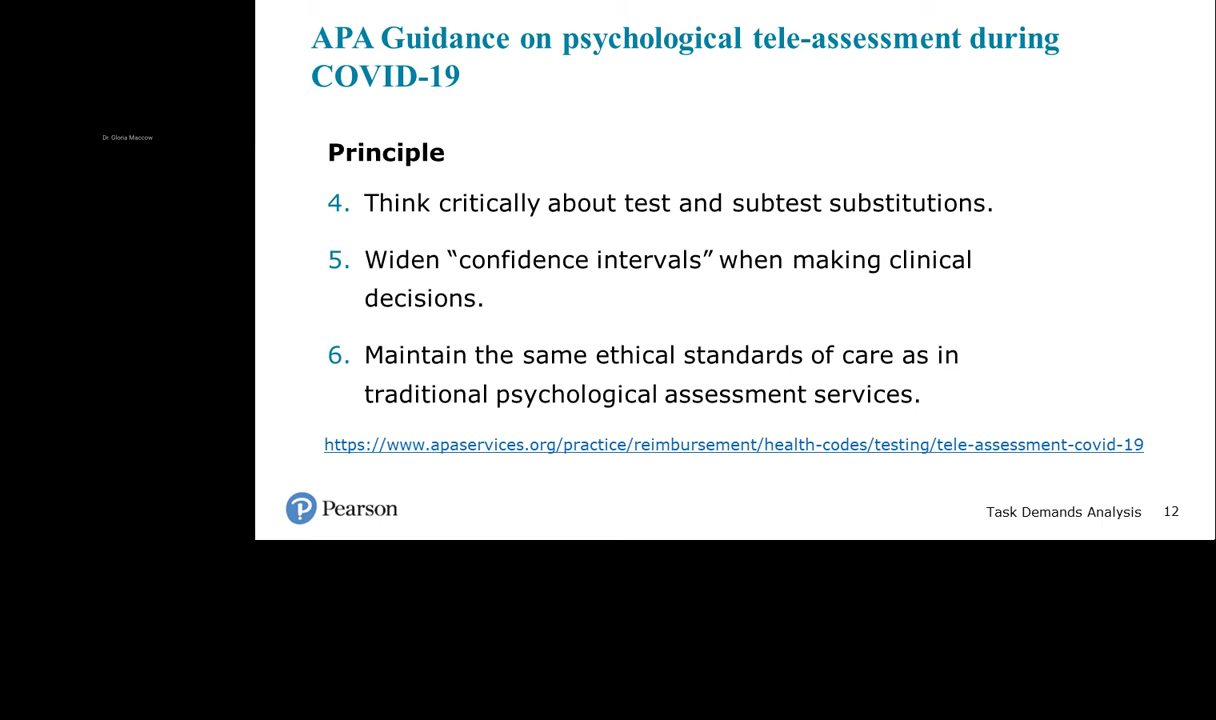 APA Guidance on psychological tele-assessment during
COVID-19
Dr. Gloria Maccow
Principle
4. Think critically about test and subtest substitutions.
5. Widen “confidence intervals” when making clinical
decisions.
6. Maintain the same ethical standards of care as in
traditional psychological assessment services.
https://www.apaservices.org/practice/reimbursement/health-codes/testing/tele-assessment-covid-19
Pearson
Task Demands Analysis 12